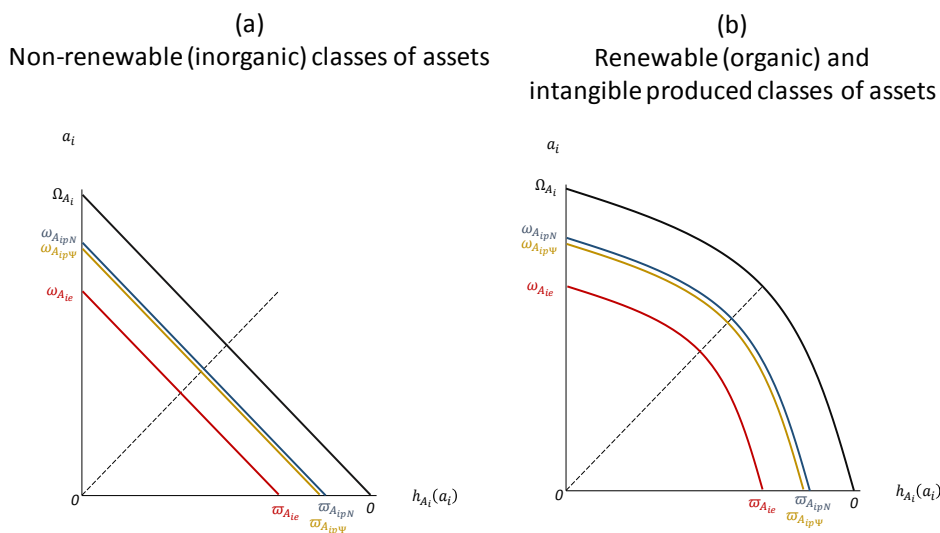 (a)
Non-renewable (inorganic) classes of assets
a_i
Ω_{A_i}
ω_{A_{ipN}}
ω_{A_{ipΨ}}
ω_{A_{ie}}
0
ϖ_{A_{ie}}
ϖ_{A_{ipN}}
ϖ_{A_{ipΨ}}
0
h_{A_i}(a_i)
(b)
Renewable (organic) and
intangible produced classes of assets
a_i
Ω_{A_i}
ω_{A_{ipN}}
ω_{A_{ipΨ}}
ω_{A_{ie}}
0
ϖ_{A_{ie}}
ϖ_{A_{ipN}}
ϖ_{A_{ipΨ}}
0
h_{A_i}(a_i)